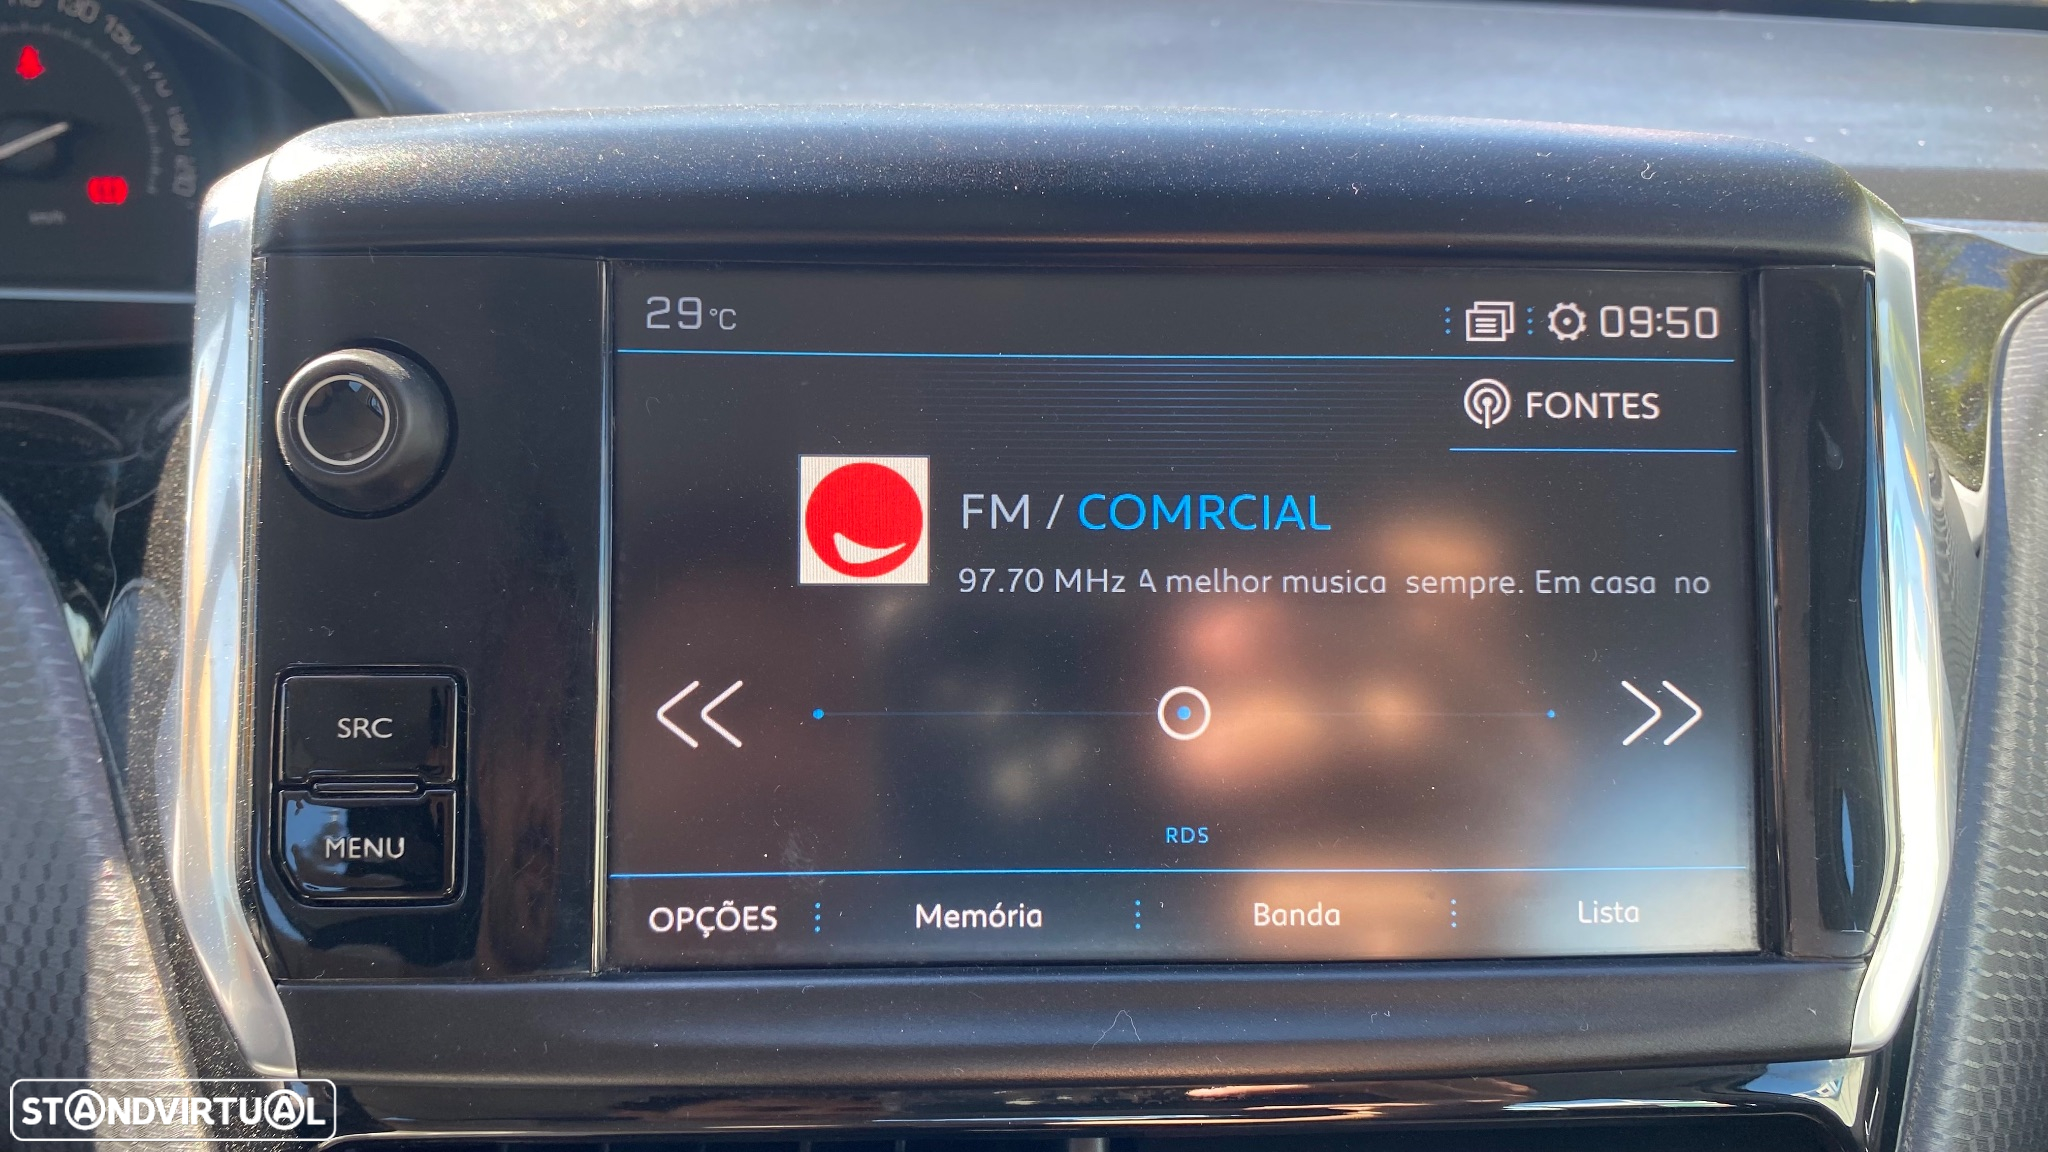 130
29°C
09:50
FONTES
FM / COMRCIAL
97.70 MHz A melhor musica sempre. Em casa no
SRC
MENU
RDS
OPÇÕES
Memória
Banda
Lista
STANDVIRTUAL